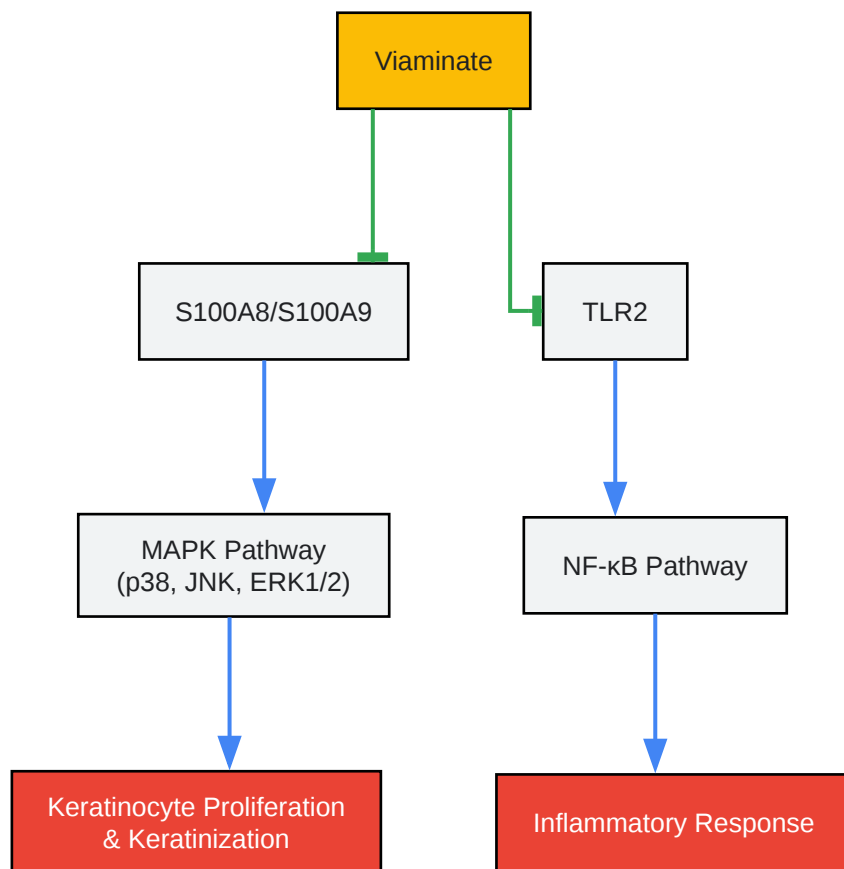 Viaminate
S100A8/S100A9
TLR2
MAPK Pathway
(p38, JNK, ERK1/2)
NF-κB Pathway
Keratinocyte Proliferation
& Keratinization
Inflammatory Response